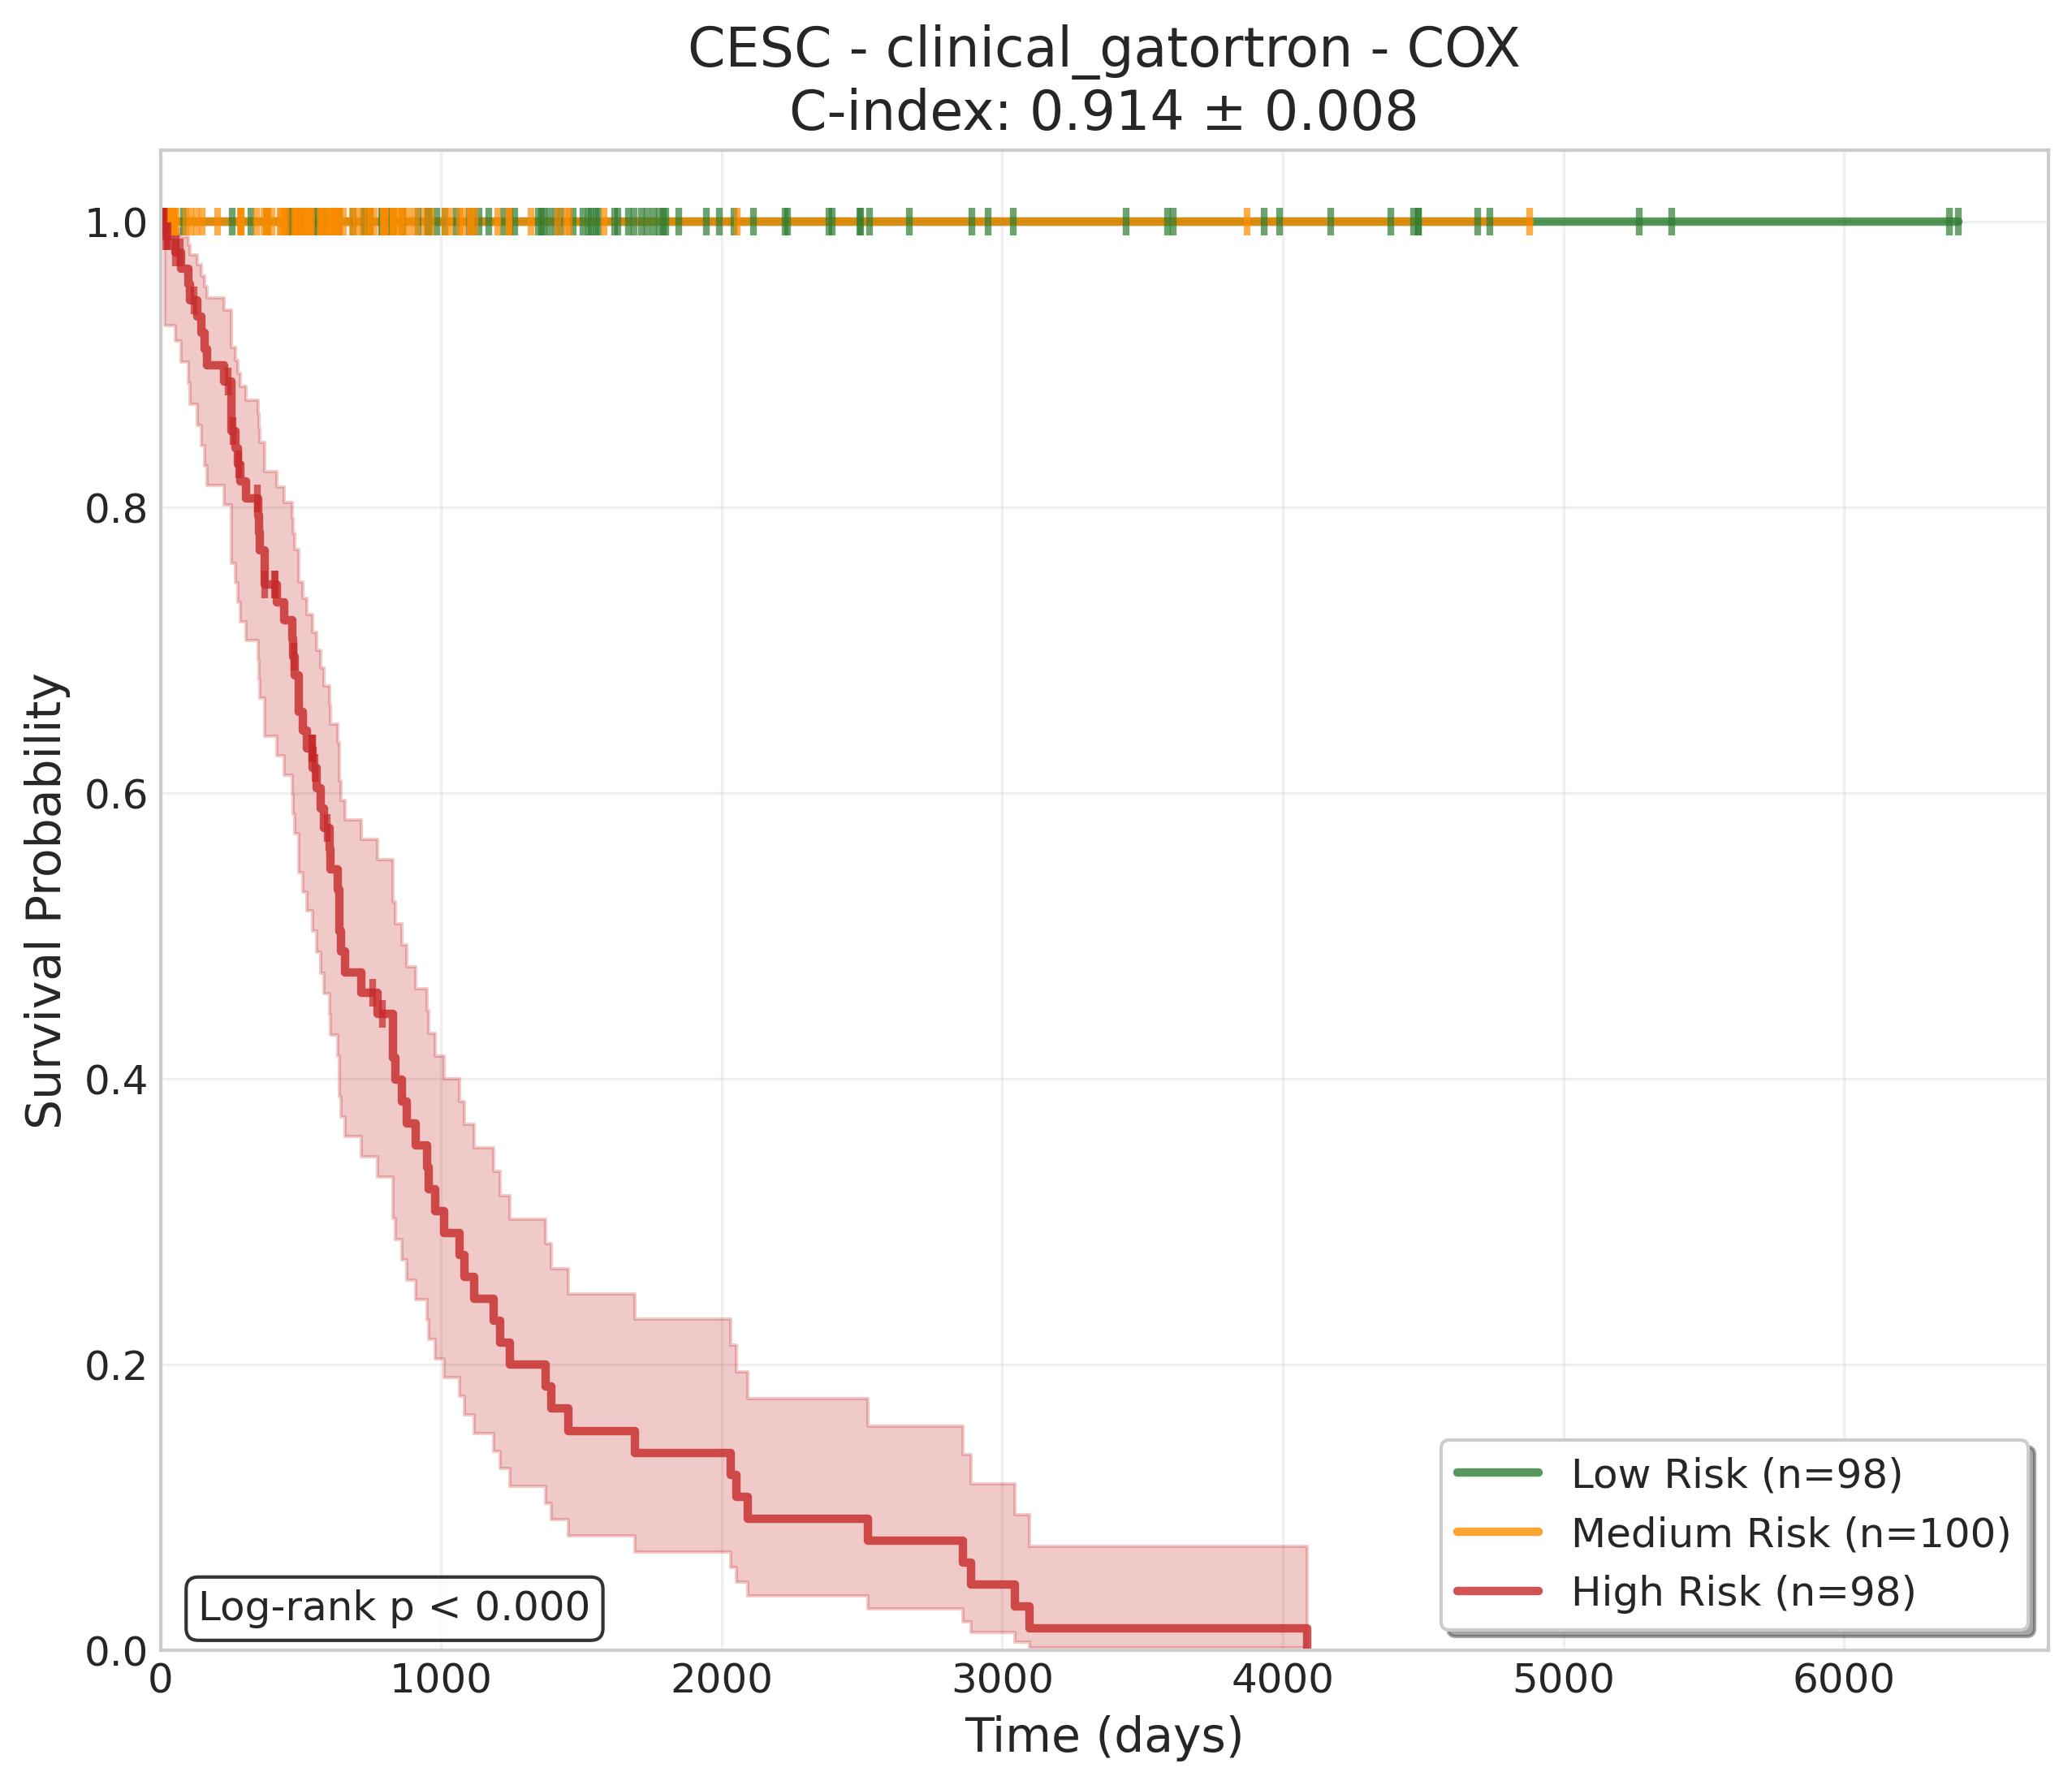 CESC - clinical_gatortron - COX
C-index: 0.914 ± 0.008
Survival Probability
1.0
0.8
0.6
0.4
0.2
0.0
Log-rank p < 0.000
Low Risk (n=98)
Medium Risk (n=100)
High Risk (n=98)
0 1000 2000 3000 4000 5000 6000
Time (days)